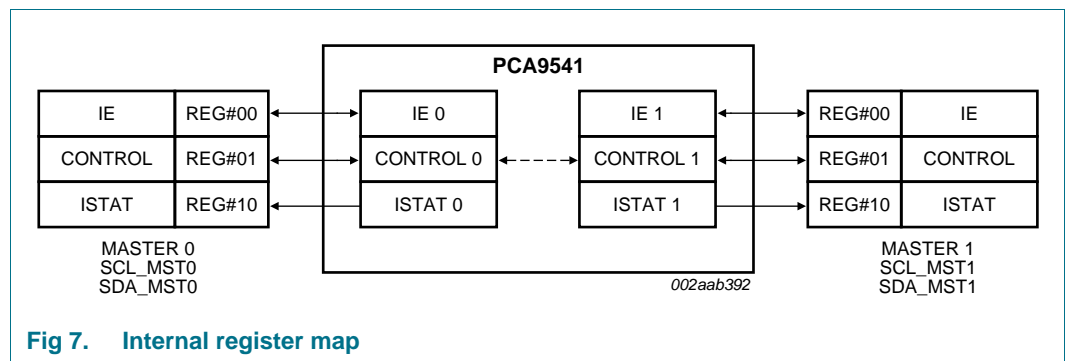 PCA9541
IE REG#00 IE 0 IE 1 REG#00 IE
CONTROL REG#01 CONTROL 0 CONTROL 1 REG#01 CONTROL
ISTAT REG#10 ISTAT 0 ISTAT 1 REG#10 ISTAT
MASTER 0 MASTER 1
SCL_MST0 SCL_MST1
SDA_MST0 002aab392 SDA_MST1
Fig 7. Internal register map